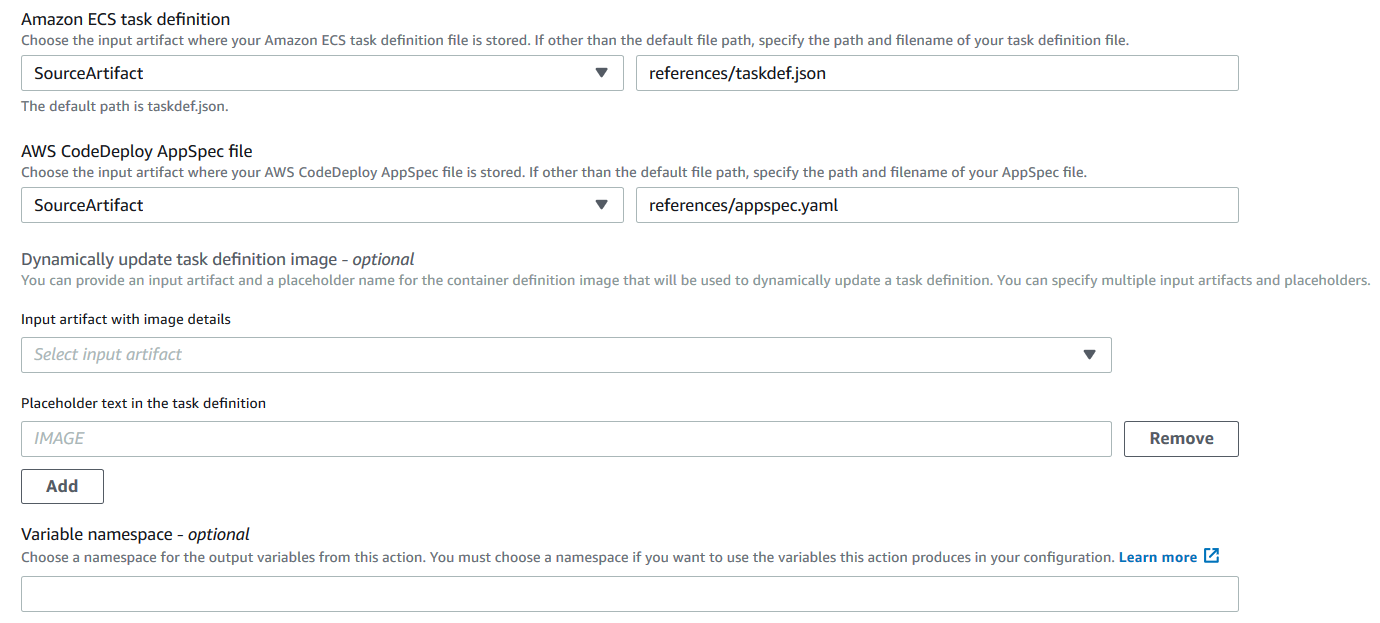 Amazon ECS task definition
Choose the input artifact where your Amazon ECS task definition file is stored. If other than the default file path, specify the path and filename of your task definition file.
SourceArtifact references/taskdef.json
The default path is taskdef.json.
AWS CodeDeploy AppSpec file
Choose the input artifact where your AWS CodeDeploy AppSpec file is stored. If other than the default file path, specify the path and filename of your AppSpec file.
SourceArtifact references/appspec.yaml
Dynamically update task definition image - optional
You can provide an input artifact and a placeholder name for the container definition image that will be used to dynamically update a task definition. You can specify multiple input artifacts and placeholders.
Input artifact with image details
Select input artifact
Placeholder text in the task definition
IMAGE Remove
Add
Variable namespace - optional
Choose a namespace for the output variables from this action. You must choose a namespace if you want to use the variables this action produces in your configuration. Learn more